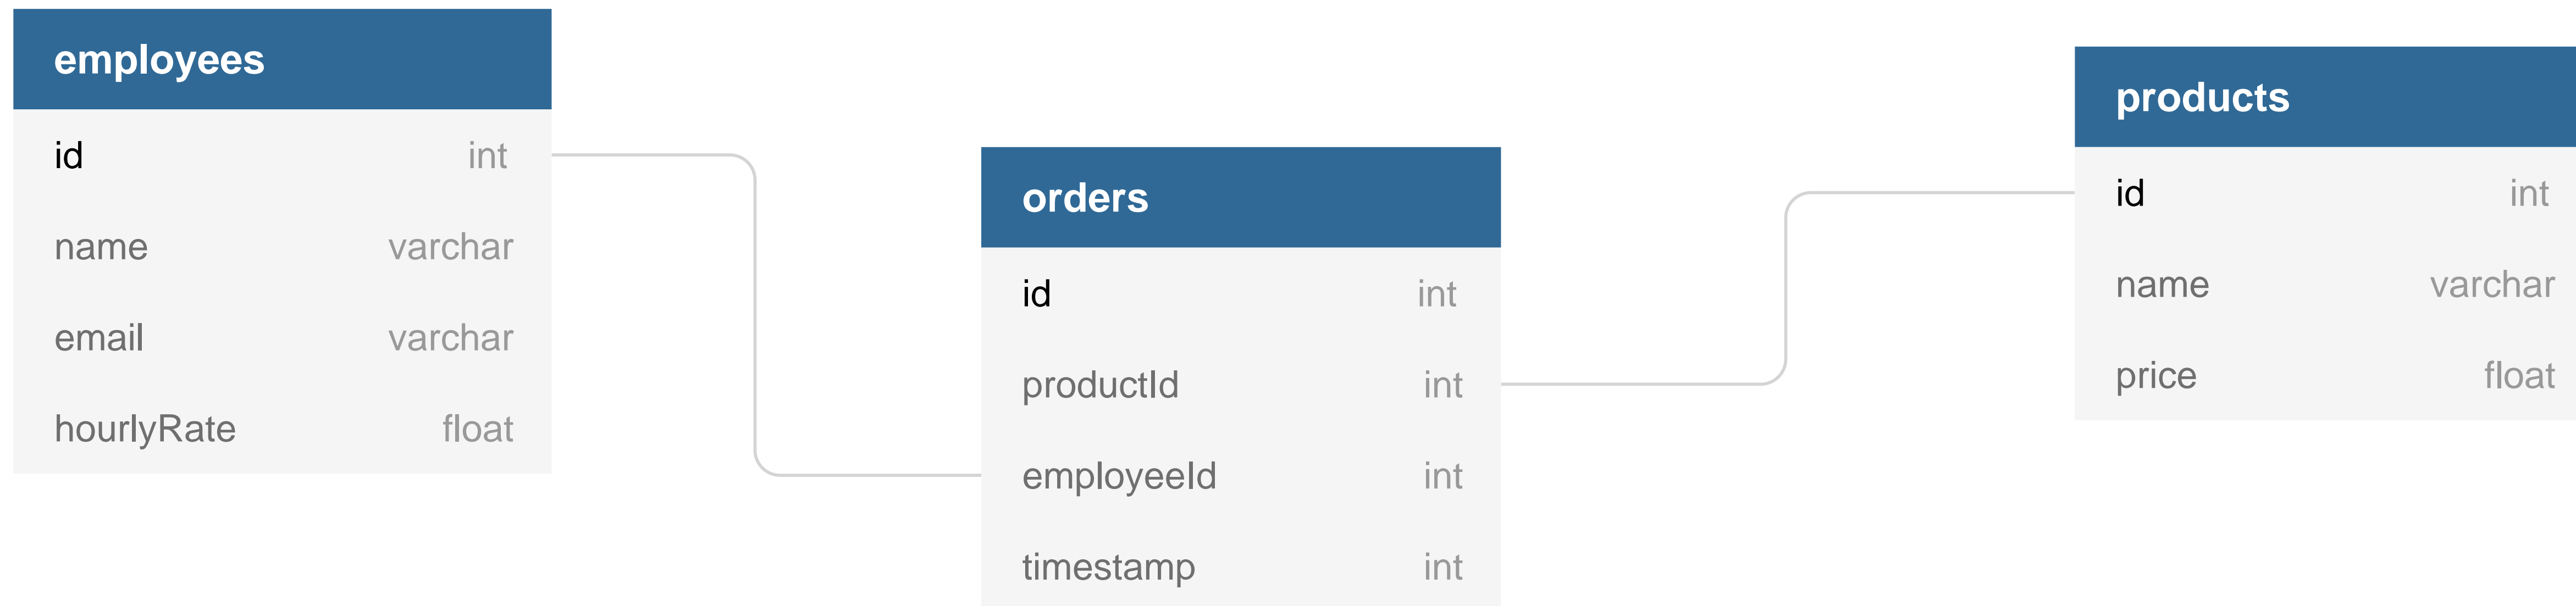 employees
id int
name varchar
email varchar
hourlyRate float
orders
id int
productId int
employeeId int
timestamp int
products
id int
name varchar
price float